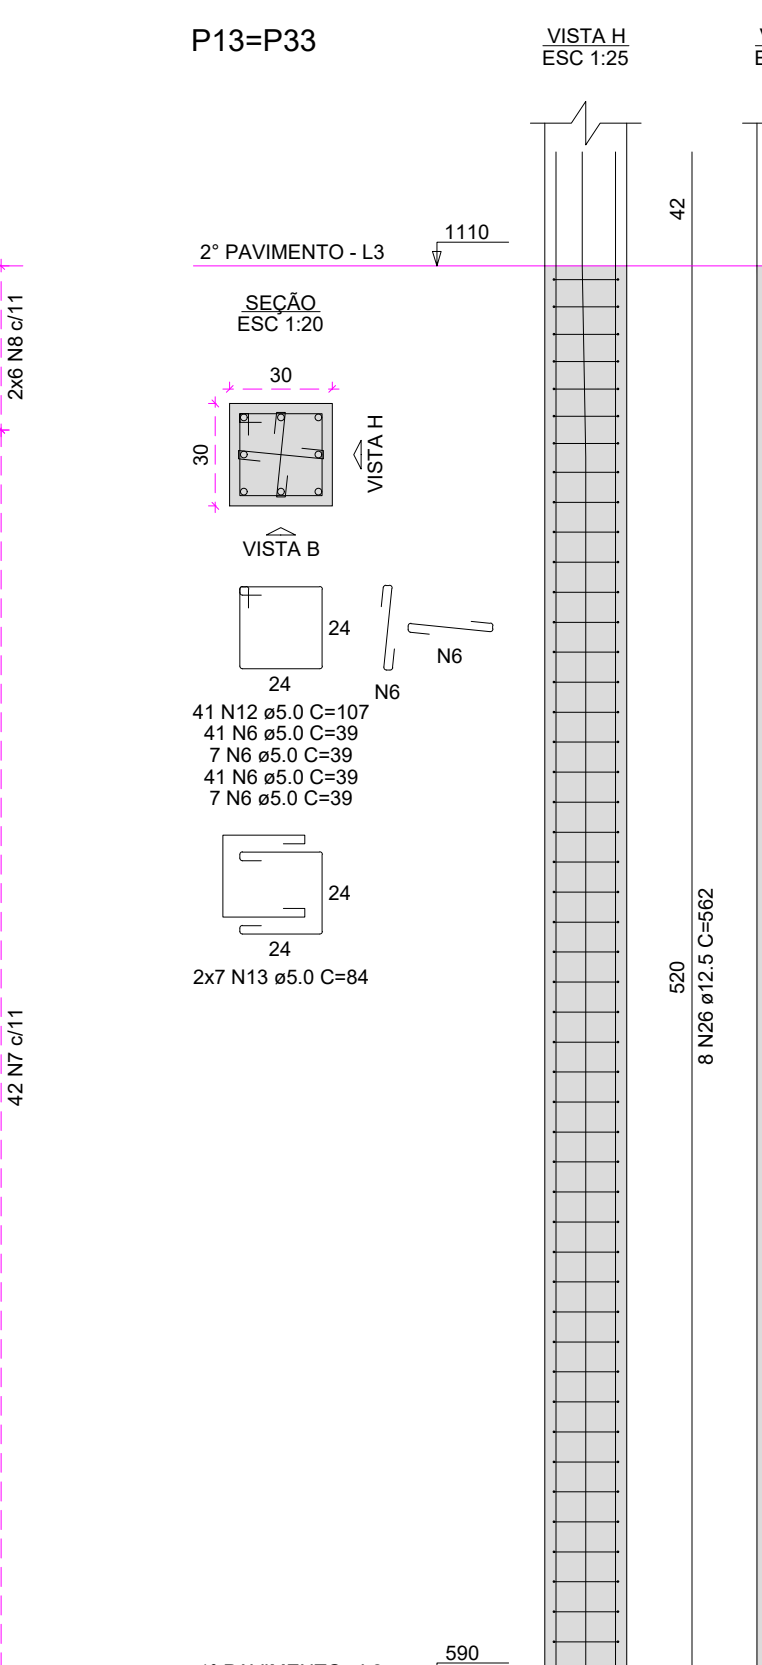 P13=P33
VISTA H
ESC 1:25
42
1110
2° PAVIMENTO - L3
2x6 N8 c/11
SEÇÃO
ESC 1:20
30
30
VISTA H
VISTA B
24
24
N6
N6
41 N12 ø5.0 C=107
41 N6 ø5.0 C=39
7 N6 ø5.0 C=39
41 N6 ø5.0 C=39
7 N6 ø5.0 C=39
24
24
2x7 N13 ø5.0 C=84
520
8 N26 ø12.5 C=562
42 N7 c/11
590